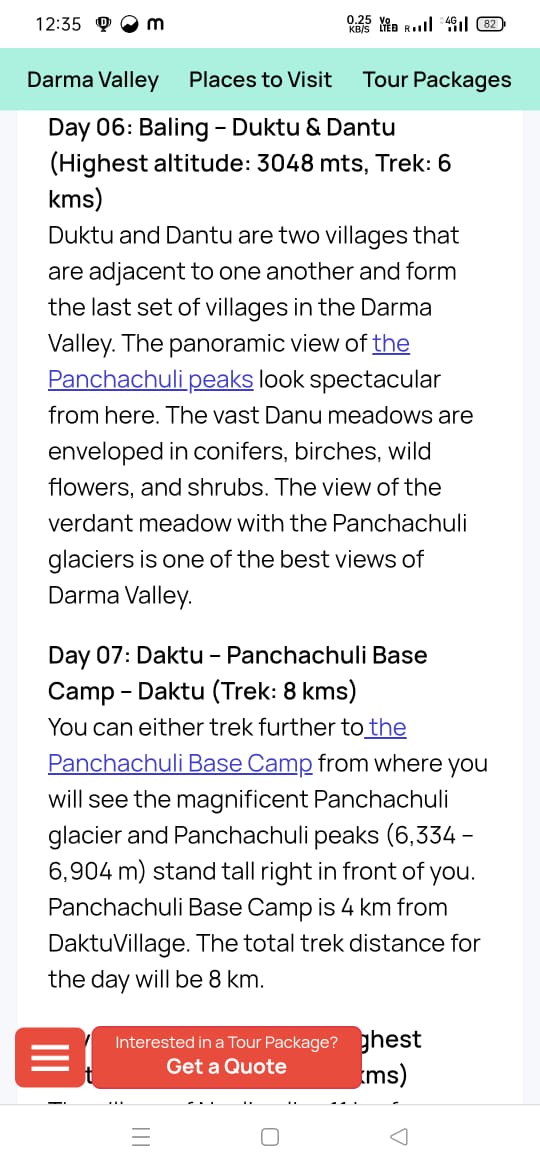 12:35 m 0.25 KB/S Vo LTED R 4G 82
Darma Valley Places to Visit Tour Packages
Day 06: Baling – Duktu & Dantu
(Highest altitude: 3048 mts, Trek: 6
kms)
Duktu and Dantu are two villages that
are adjacent to one another and form
the last set of villages in the Darma
Valley. The panoramic view of the
Panchachuli peaks look spectacular
from here. The vast Danu meadows are
enveloped in conifers, birches, wild
flowers, and shrubs. The view of the
verdant meadow with the Panchachuli
glaciers is one of the best views of
Darma Valley.
Day 07: Daktu – Panchachuli Base
Camp – Daktu (Trek: 8 kms)
You can either trek further to the
Panchachuli Base Camp from where you
will see the magnificent Panchachuli
glacier and Panchachuli peaks (6,334 –
6,904 m) stand tall right in front of you.
Panchachuli Base Camp is 4 km from
DaktuVillage. The total trek distance for
the day will be 8 km.
Interested in a Tour Package?
Get a Quote